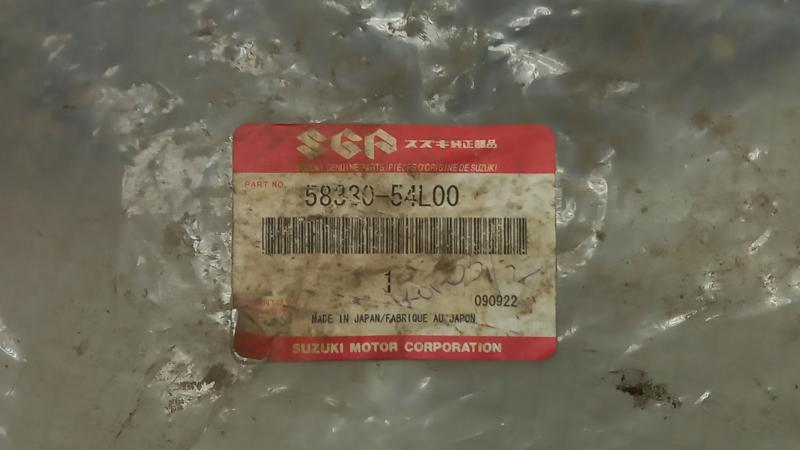 SGP スズキ純正部品
SUZUKI GENUINE PARTS / PIECES D'ORIGINE DE SUZUKI
PART NO.
58330-54L00
1
090922
MADE IN JAPAN/FABRIQUE AU JAPON
SUZUKI MOTOR CORPORATION